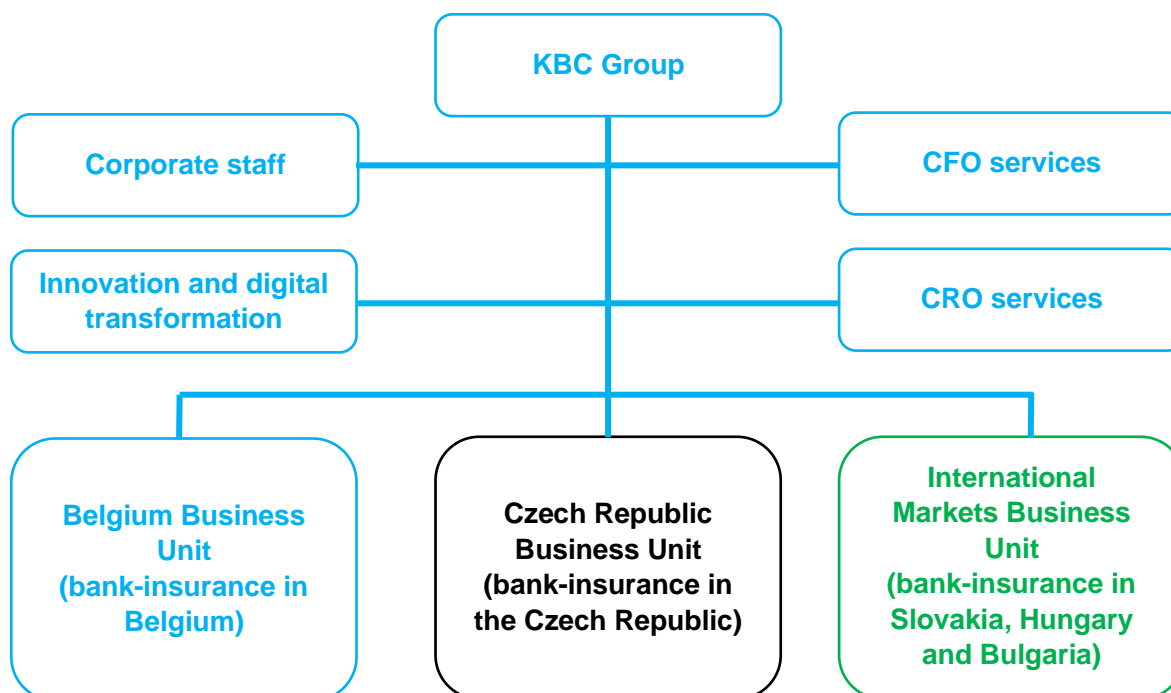 KBC Group
Corporate staff
CFO services
Innovation and digital
transformation
CRO services
Belgium Business
Unit
(bank-insurance in
Belgium)
Czech Republic
Business Unit
(bank-insurance in
the Czech Republic)
International
Markets Business
Unit
(bank-insurance in
Slovakia, Hungary
and Bulgaria)